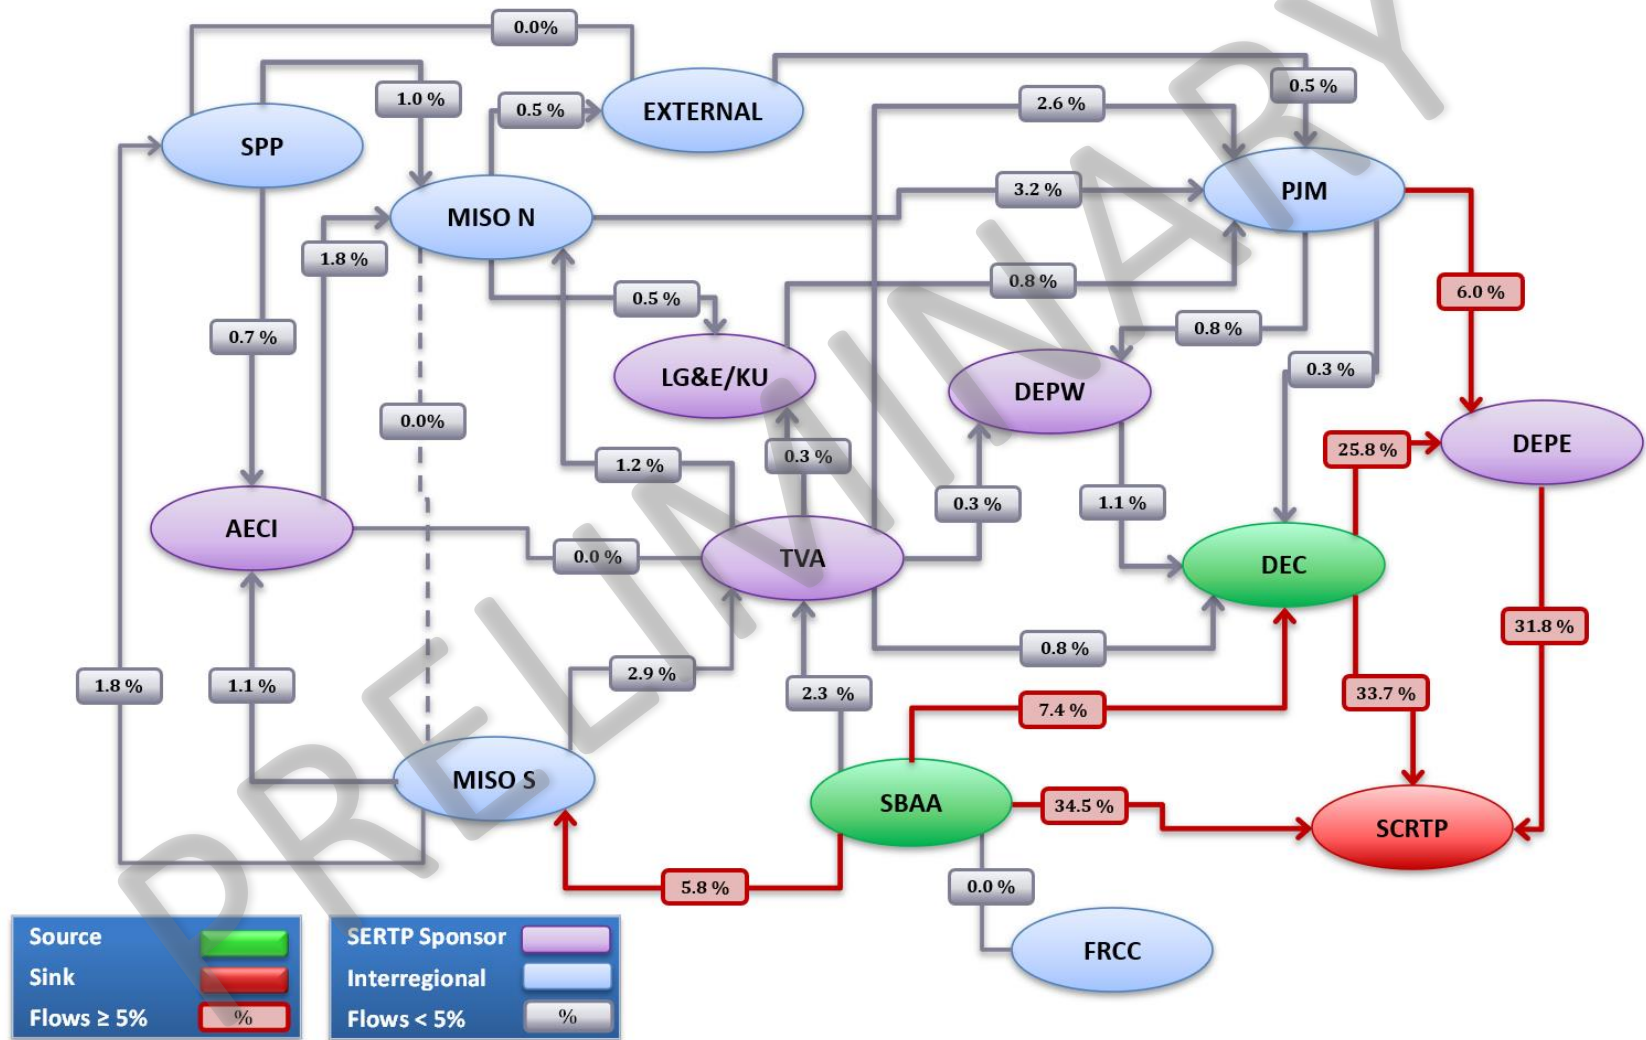 0.0%
SPP
1.0 %
0.5 %
EXTERNAL
2.6 %
0.5 %
MISO N
3.2 %
PJM
1.8 %
0.5 %
0.8 %
6.0 %
0.7 %
LG&E/KU
0.8 %
DEPW
0.3 %
0.0%
1.2 %
0.3 %
25.8 %
DEPE
AECI
0.0 %
TVA
0.3 %
1.1 %
DEC
1.8 %
1.1 %
2.9 %
2.3 %
0.8 %
31.8 %
7.4 %
33.7 %
MISO S
SBAA
34.5 %
SCRTP
5.8 %
0.0 %
FRCC
Source
Sink
Flows ≥ 5% %
SERTP Sponsor
Interregional
Flows < 5% %
PRELIMINARY